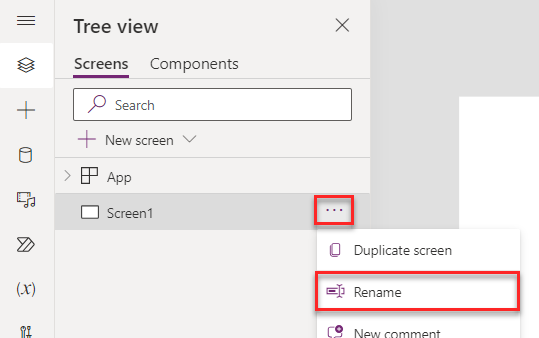 Tree view
Screens Components
Search
New screen
App
Screen1
Duplicate screen
Rename
(x)
New comment